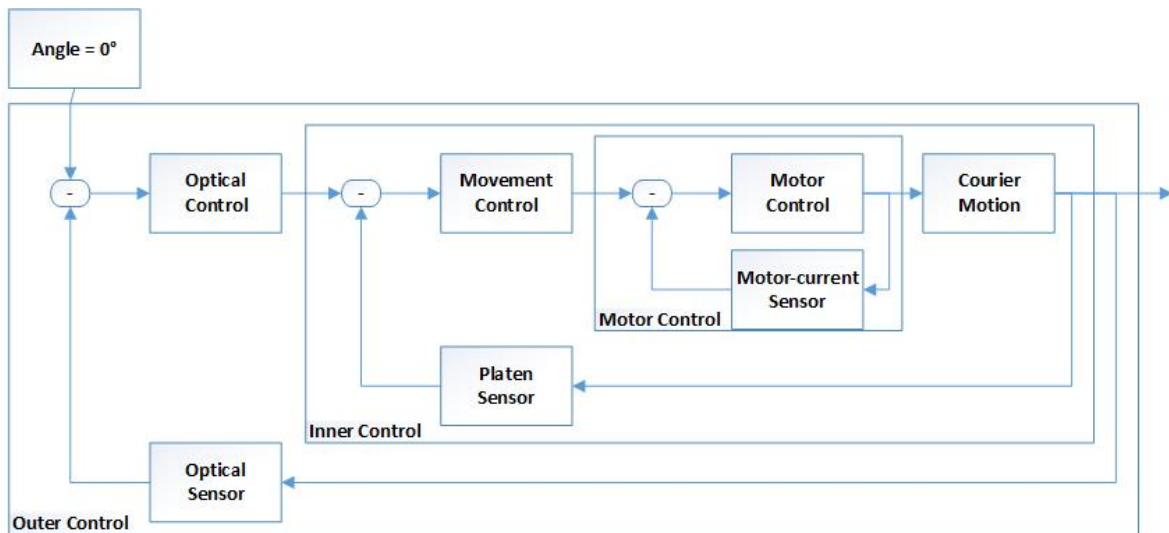 Angle = 0°
-
Optical
Control
-
Movement
Control
-
Motor
Control
Courier
Motion
Motor-current
Sensor
Motor Control
Platen
Sensor
Inner Control
Optical
Sensor
Outer Control